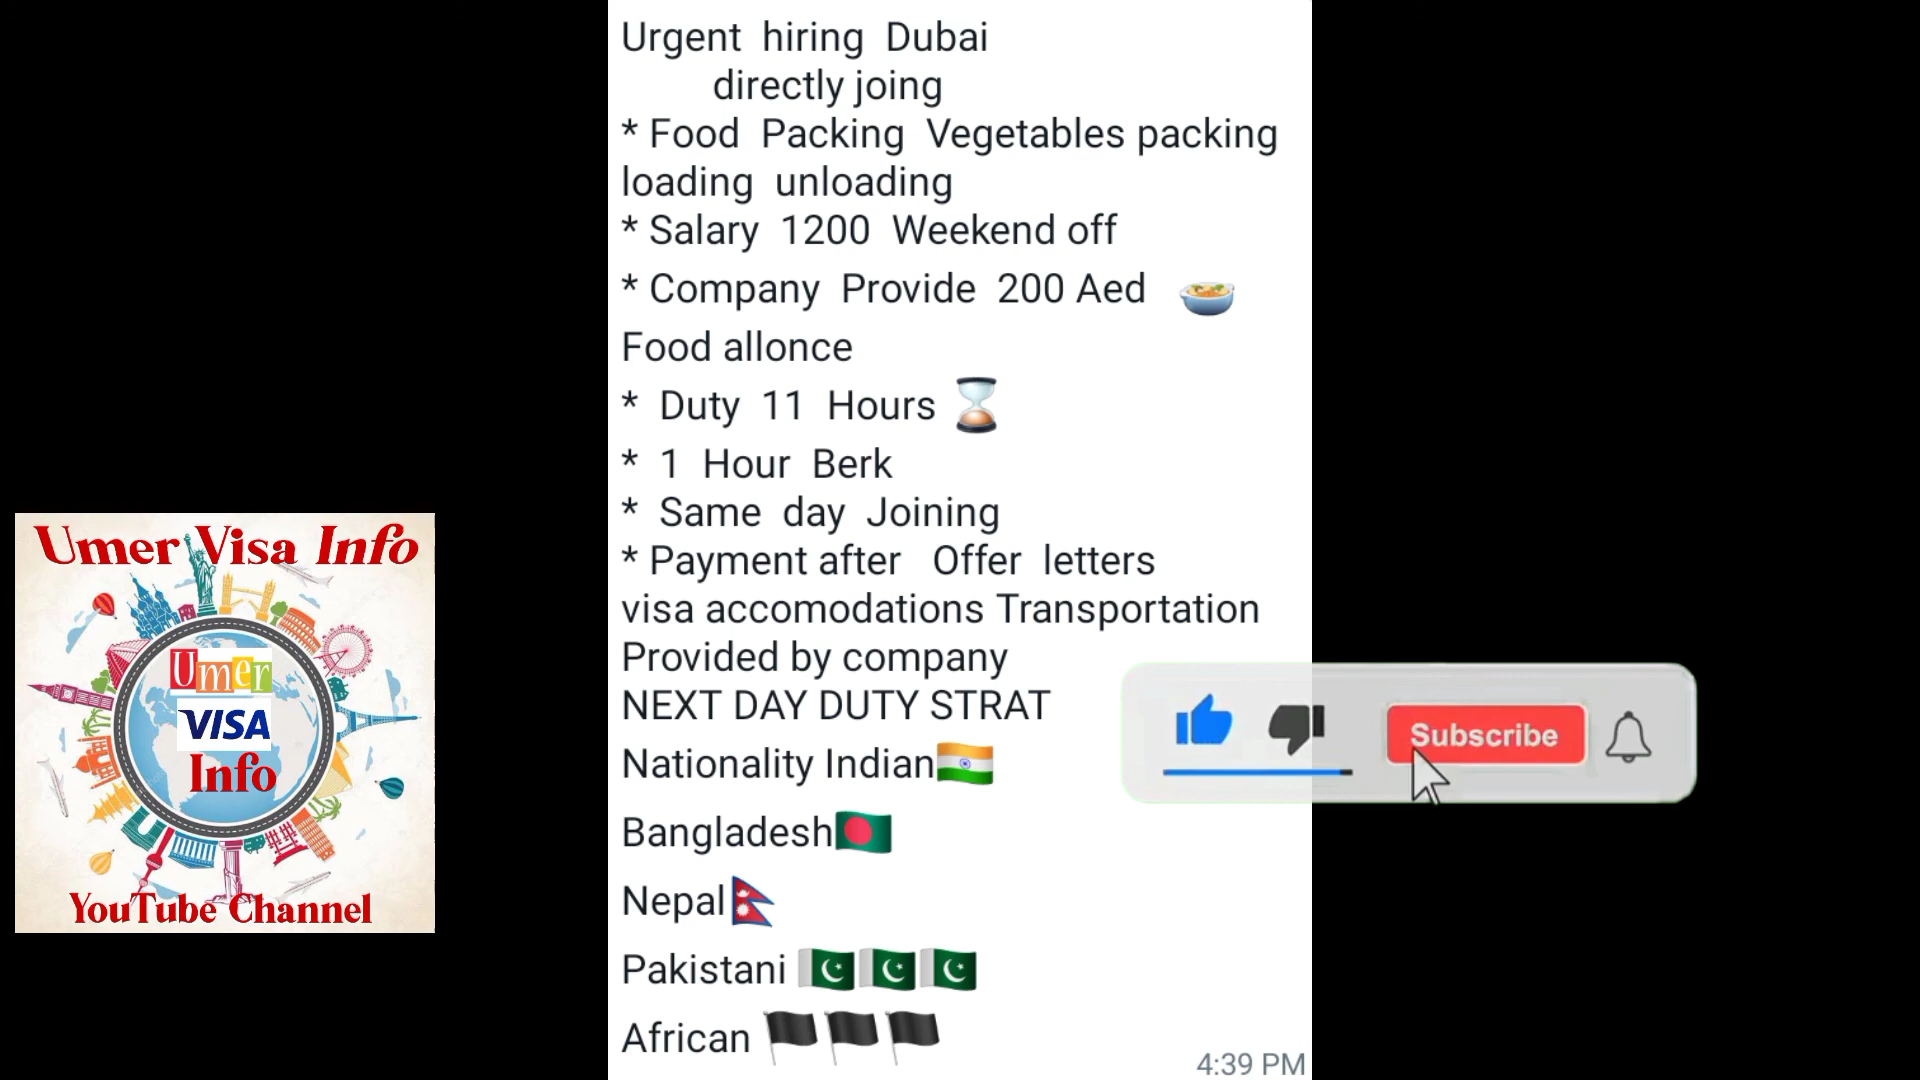 Urgent hiring Dubai
directly joing
* Food Packing Vegetables packing
loading unloading
* Salary 1200 Weekend off
* Company Provide 200 Aed 🍲
Food allonce
* Duty 11 Hours ⏳
* 1 Hour Berk
* Same day Joining
* Payment after Offer letters
visa accomodations Transportation
Provided by company
NEXT DAY DUTY STRAT
Nationality Indian🇮🇳
Bangladesh🇧🇩
Nepal🇳🇵
Pakistani 🇵🇰🇵🇰🇵🇰
African 🏴🏴🏴
4:39 PM
Umer Visa Info
Umer
VISA
Info
YouTube Channel
Subscribe